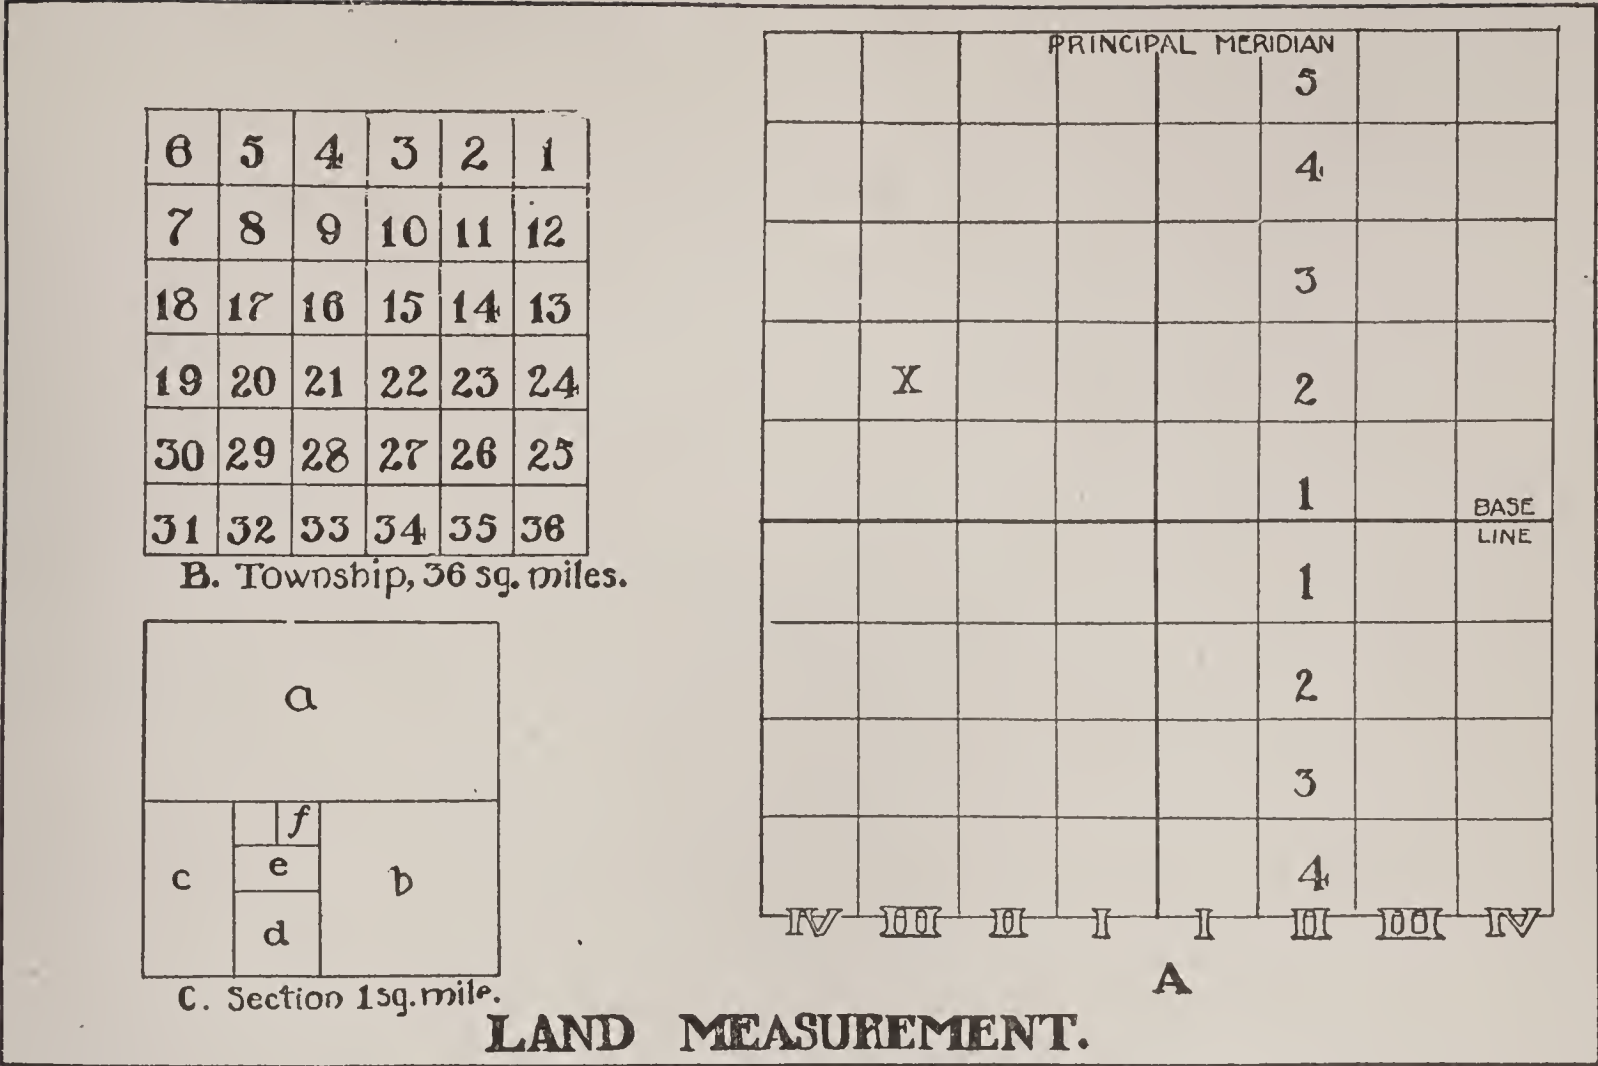 6 5 4 3 2 1
7 8 9 10 11 12
18 17 16 15 14 13
19 20 21 22 23 24
30 29 28 27 26 25
31 32 33 34 35 36
B. Township, 36 sq. miles.
a
f
c
e
b
d
C. Section 1 sq. mile.
PRINCIPAL MERIDIAN
5
4
3
X
2
1
BASE
LINE
1
2
3
4
IV III II I I II III IV
A
LAND MEASUREMENT.